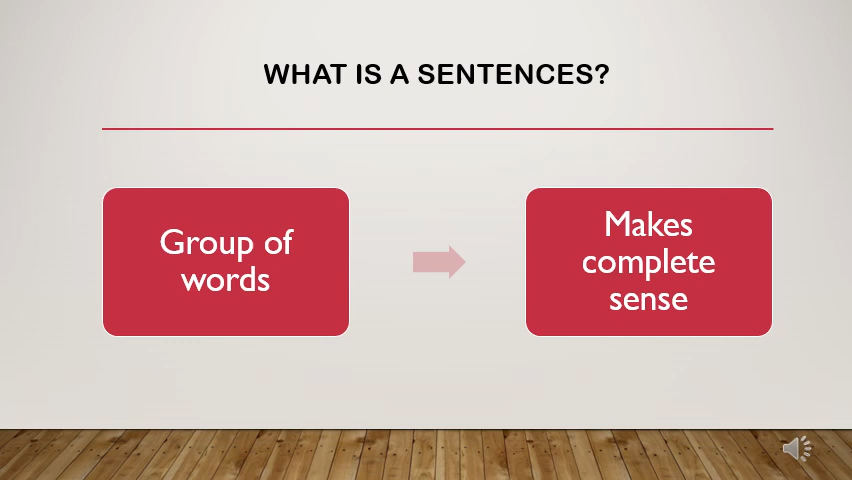 WHAT IS A SENTENCES?
Group of
words
Makes
complete
sense